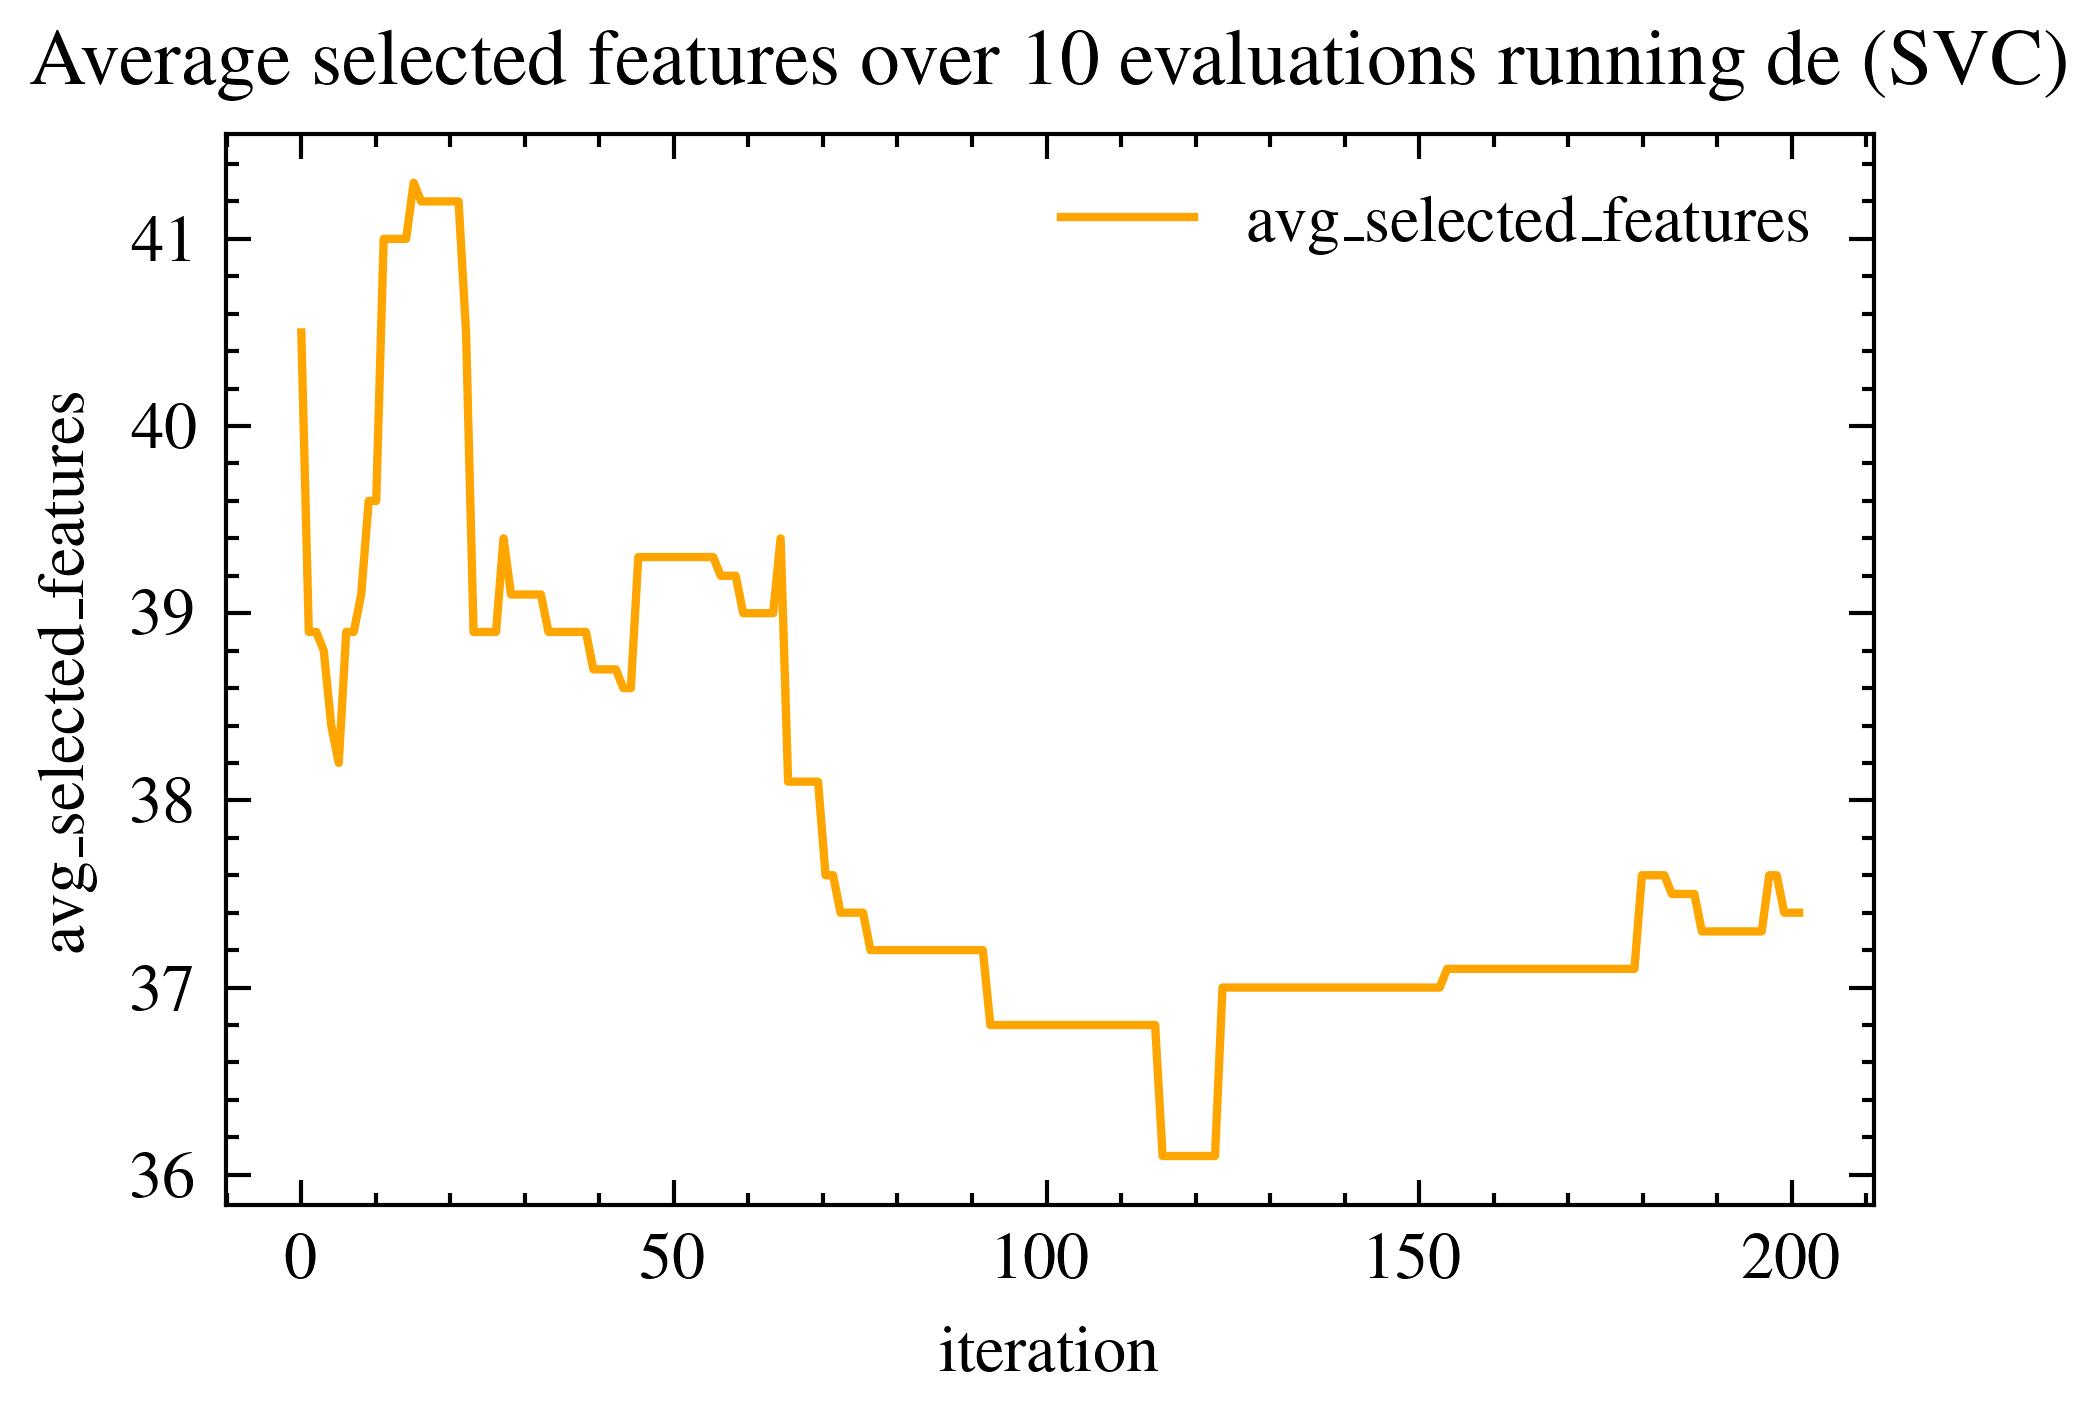 Average selected features over 10 evaluations running de (SVC)
avg_selected_features
41
40
39
38
37
36
avg_selected_features
0 50 100 150 200
iteration